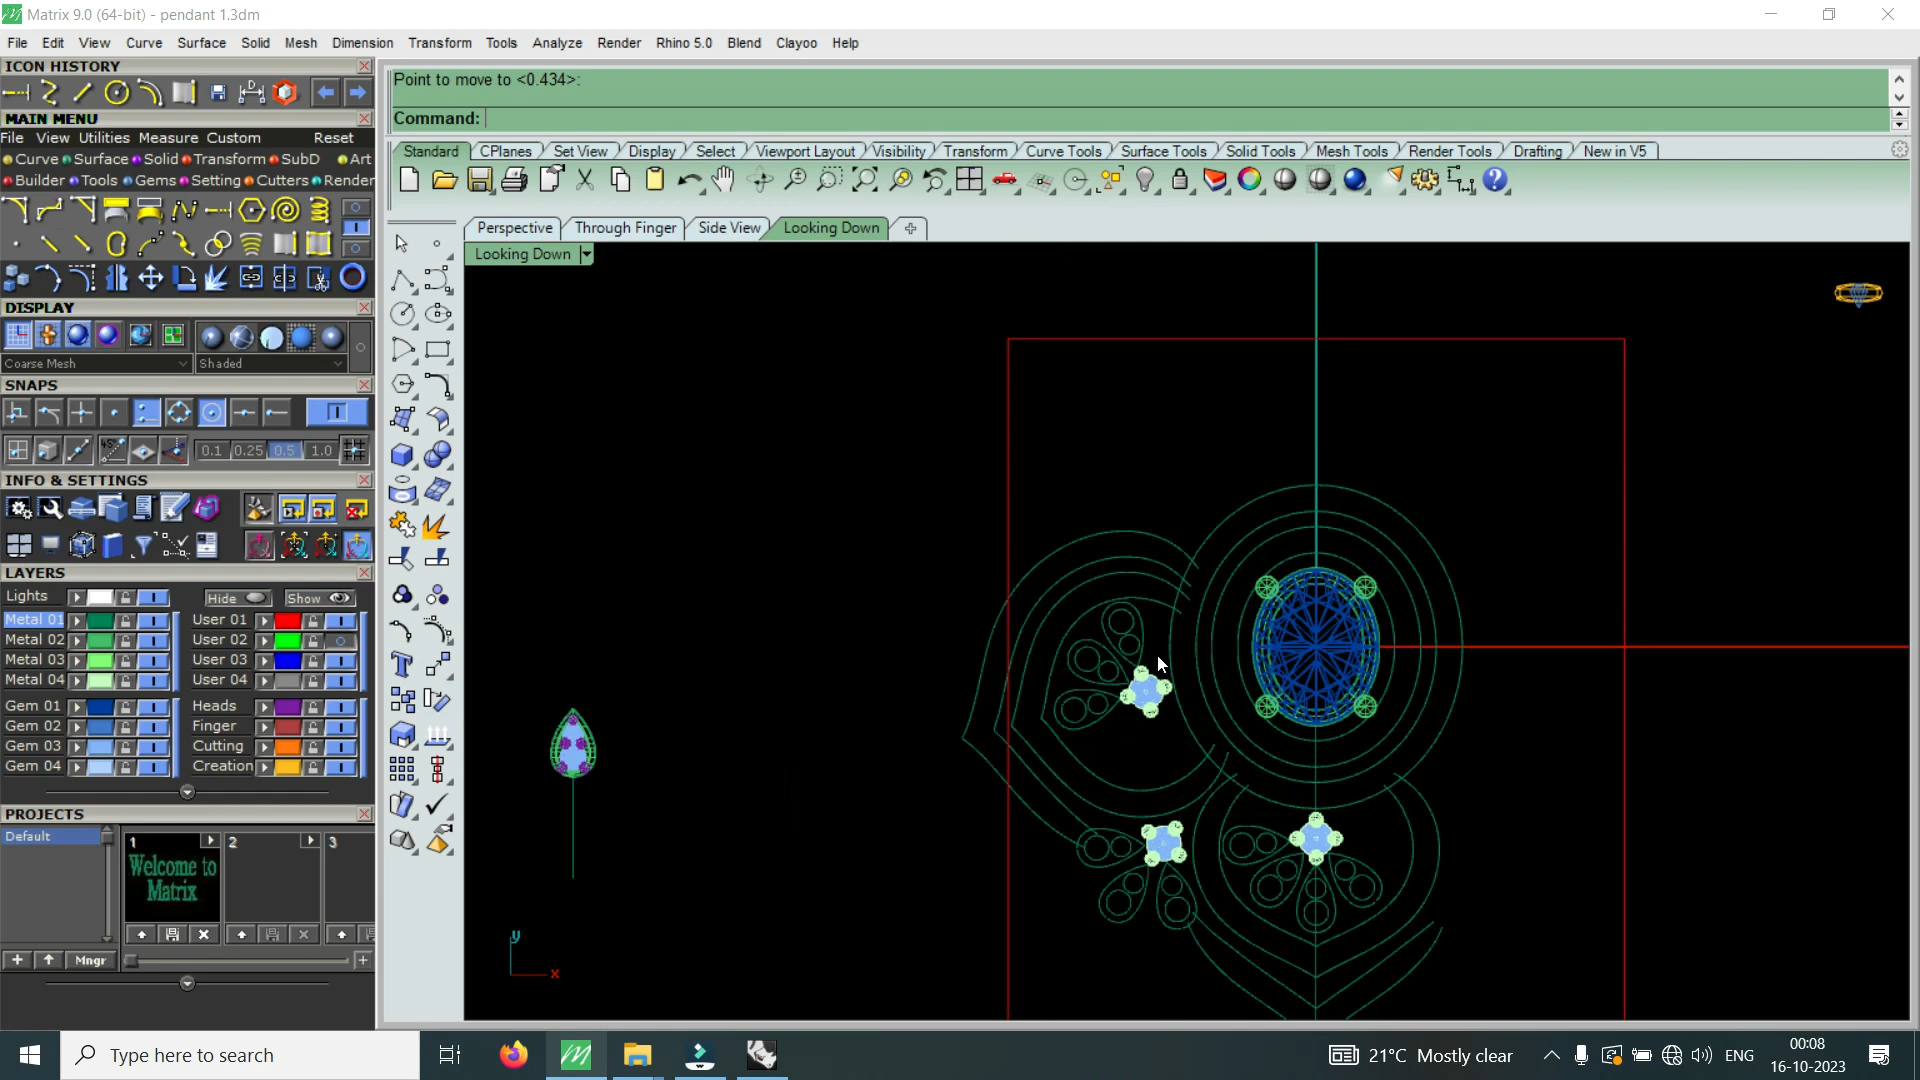 Matrix 9.0 (64-bit) - pendant 1.3dm
File Edit View Curve Surface Solid Mesh Dimension Transform Tools Analyze Render Rhino 5.0 Blend Clayoo Help
ICON HISTORY
MAIN MENU
File View Utilities Measure Custom Reset
Curve Surface Solid Transform SubD Art
Builder Tools Gems Setting Cutters Render
DISPLAY
Coarse Mesh Shaded
SNAPS
0.1 0.25 0.5 1.0
INFO & SETTINGS
LAYERS
Lights Hide Show
Metal 01 User 01
Metal 02 User 02
Metal 03 User 03
Metal 04 User 04
Gem 01 Heads
Gem 02 Finger
Gem 03 Cutting
Gem 04 Creation
PROJECTS
Default
1 2 3
Welcome to
Matrix
Mngr
Point to move to <0.434>:
Command:
Standard CPlanes Set View Display Select Viewport Layout Visibility Transform Curve Tools Surface Tools Solid Tools Mesh Tools Render Tools Drafting New in V5
Perspective Through Finger Side View Looking Down
Looking Down
y
x
Type here to search
21°C Mostly clear
ENG
00:08
16-10-2023